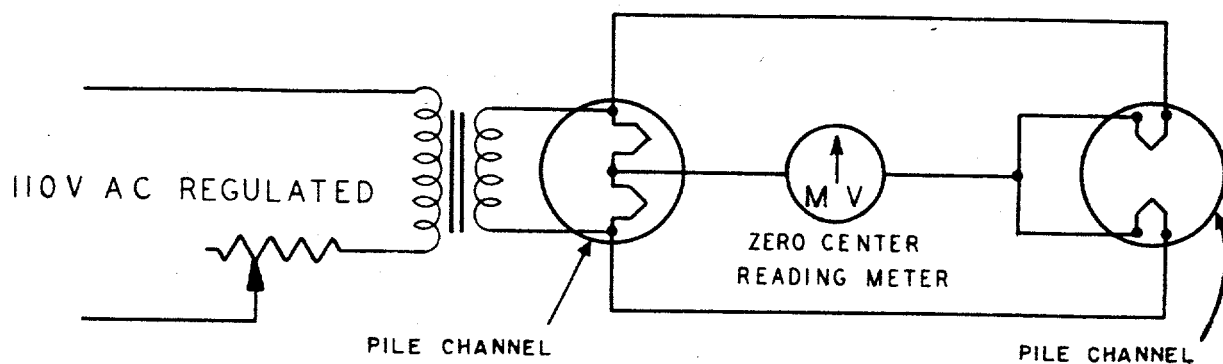 110V AC REGULATED
M V
ZERO CENTER
READING METER
PILE CHANNEL
PILE CHANNEL